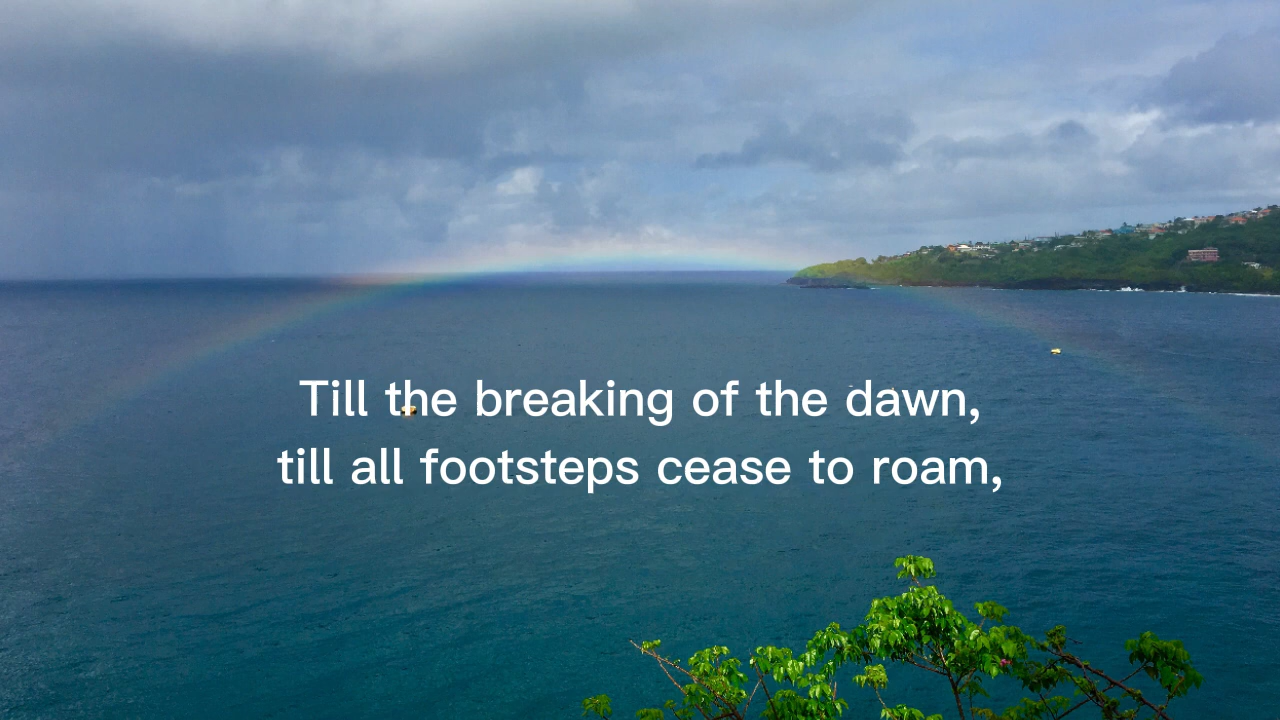 Till the breaking of the dawn,
till all footsteps cease to roam,